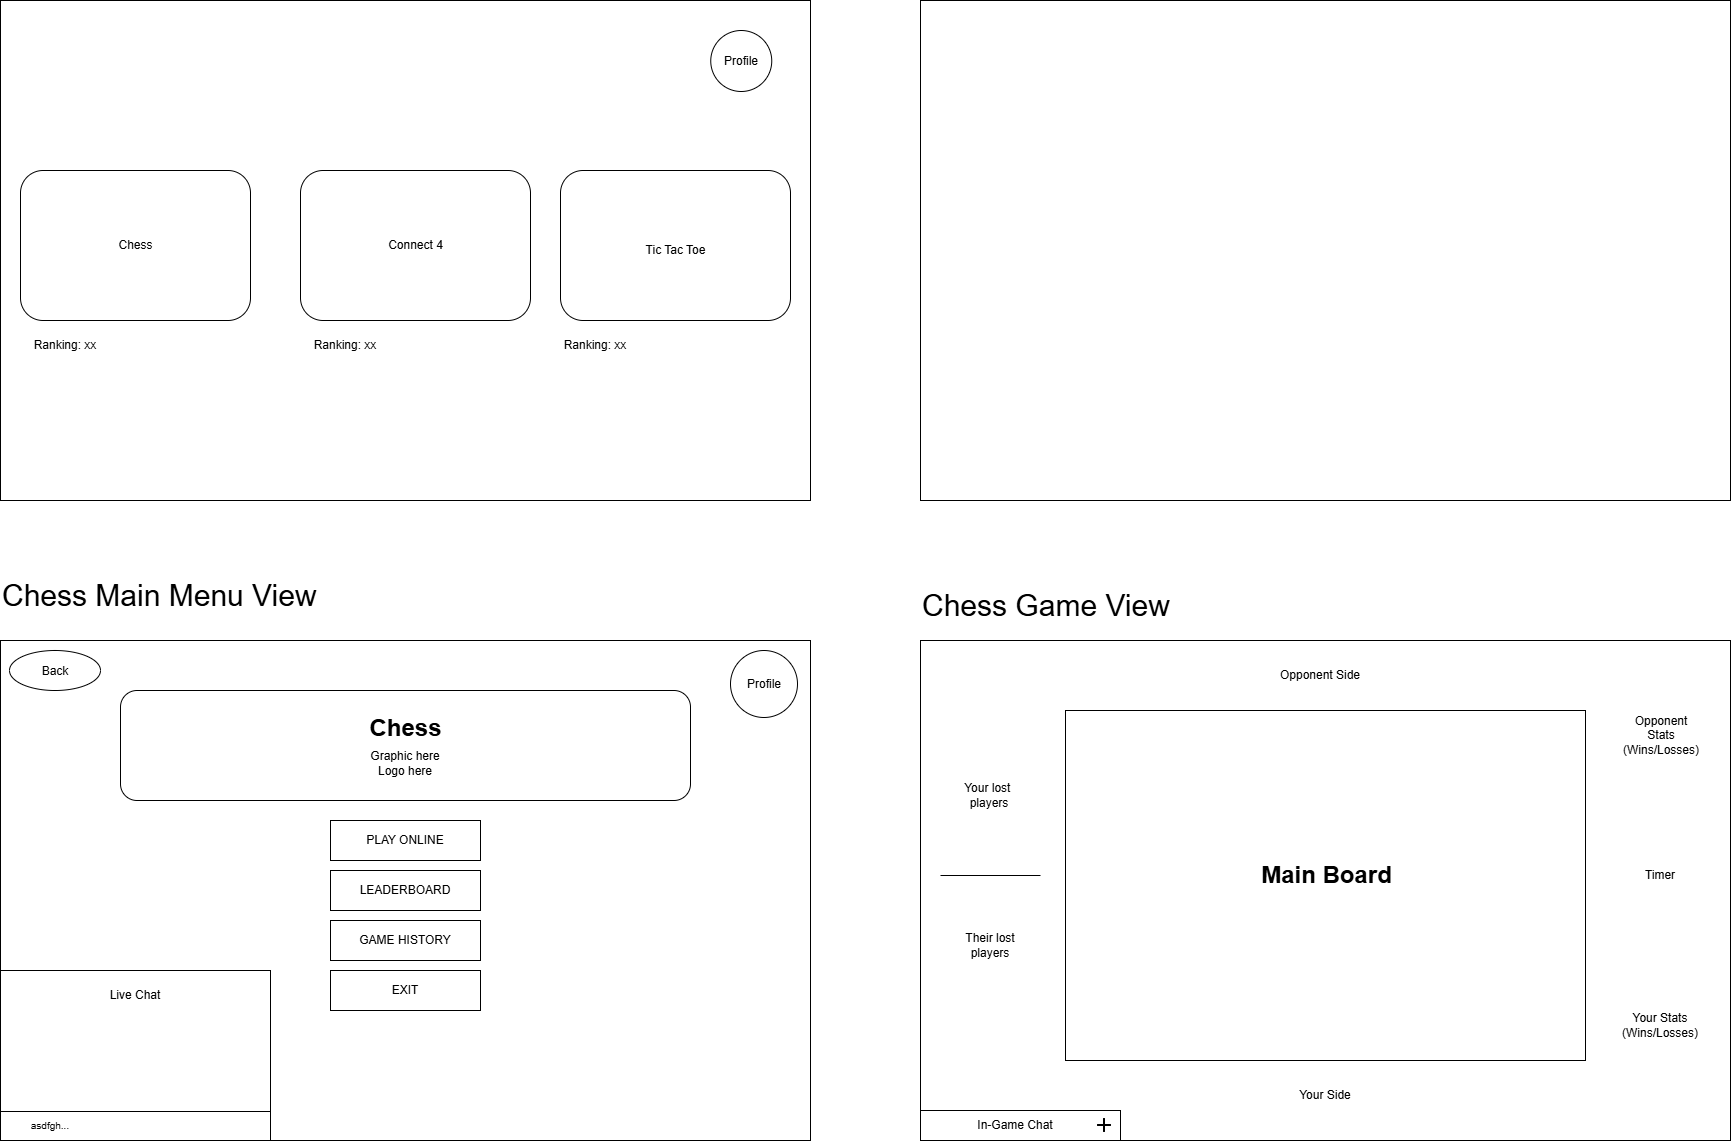 Profile
Chess
Connect 4
Tic Tac Toe
Ranking: xx
Ranking: xx
Ranking: xx
Chess Main Menu View
Back
Profile
Chess
Graphic here
Logo here
PLAY ONLINE
LEADERBOARD
GAME HISTORY
EXIT
Live Chat
asdfgh...
Chess Game View
Opponent Side
Opponent
Stats
(Wins/Losses)
Your lost
players
Main Board
Timer
Their lost
players
Your Stats
(Wins/Losses)
Your Side
In-Game Chat